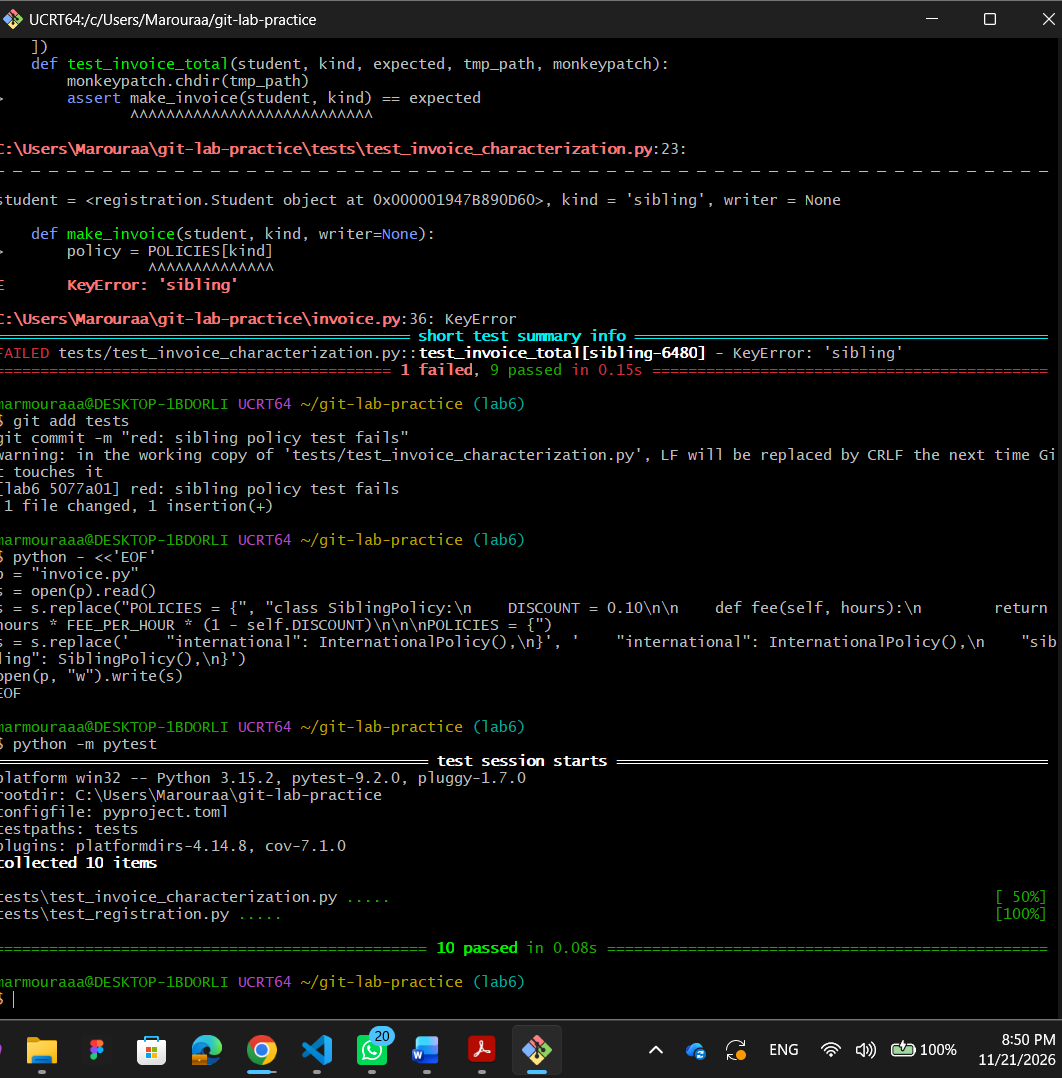 UCRT64:/c/Users/Marouraa/git-lab-practice
])
def test_invoice_total(student, kind, expected, tmp_path, monkeypatch):
monkeypatch.chdir(tmp_path)
> assert make_invoice(student, kind) == expected
^^^^^^^^^^^^^^^^^^^^^^^^^^^
C:\Users\Marouraa\git-lab-practice\tests\test_invoice_characterization.py:23:
_ _ _ _ _ _ _ _ _ _ _ _ _ _ _ _ _ _ _ _ _ _ _ _ _ _ _ _ _ _ _ _ _ _ _ _ _ _ _ _
student = <registration.Student object at 0x000001947B890D60>, kind = 'sibling', writer = None
def make_invoice(student, kind, writer=None):
> policy = POLICIES[kind]
^^^^^^^^^^^^^^
E KeyError: 'sibling'
C:\Users\Marouraa\git-lab-practice\invoice.py:36: KeyError
short test summary info
FAILED tests/test_invoice_characterization.py::test_invoice_total[sibling-6480] - KeyError: 'sibling'
1 failed, 9 passed in 0.15s
marmouraaa@DESKTOP-1BDORLI UCRT64 ~/git-lab-practice (lab6)
$ git add tests
git commit -m "red: sibling policy test fails"
warning: in the working copy of 'tests/test_invoice_characterization.py', LF will be replaced by CRLF the next time Gi
t touches it
[lab6 5077a01] red: sibling policy test fails
1 file changed, 1 insertion(+)
marmouraaa@DESKTOP-1BDORLI UCRT64 ~/git-lab-practice (lab6)
$ python - <<'EOF'
p = "invoice.py"
s = open(p).read()
s = s.replace("POLICIES = {", "class SiblingPolicy:\n    DISCOUNT = 0.10\n\n    def fee(self, hours):\n        return
hours * FEE_PER_HOUR * (1 - self.DISCOUNT)\n\n\nPOLICIES = {")
s = s.replace('    "international": InternationalPolicy(),\n}', '    "international": InternationalPolicy(),\n    "sib
ling": SiblingPolicy(),\n}')
open(p, "w").write(s)
EOF
marmouraaa@DESKTOP-1BDORLI UCRT64 ~/git-lab-practice (lab6)
$ python -m pytest
test session starts
platform win32 -- Python 3.15.2, pytest-9.2.0, pluggy-1.7.0
rootdir: C:\Users\Marouraa\git-lab-practice
configfile: pyproject.toml
testpaths: tests
plugins: platformdirs-4.14.8, cov-7.1.0
collected 10 items
tests\test_invoice_characterization.py ..... [ 50%]
tests\test_registration.py ..... [100%]
10 passed in 0.08s
marmouraaa@DESKTOP-1BDORLI UCRT64 ~/git-lab-practice (lab6)
$
20
ENG
100%
8:50 PM
11/21/2026